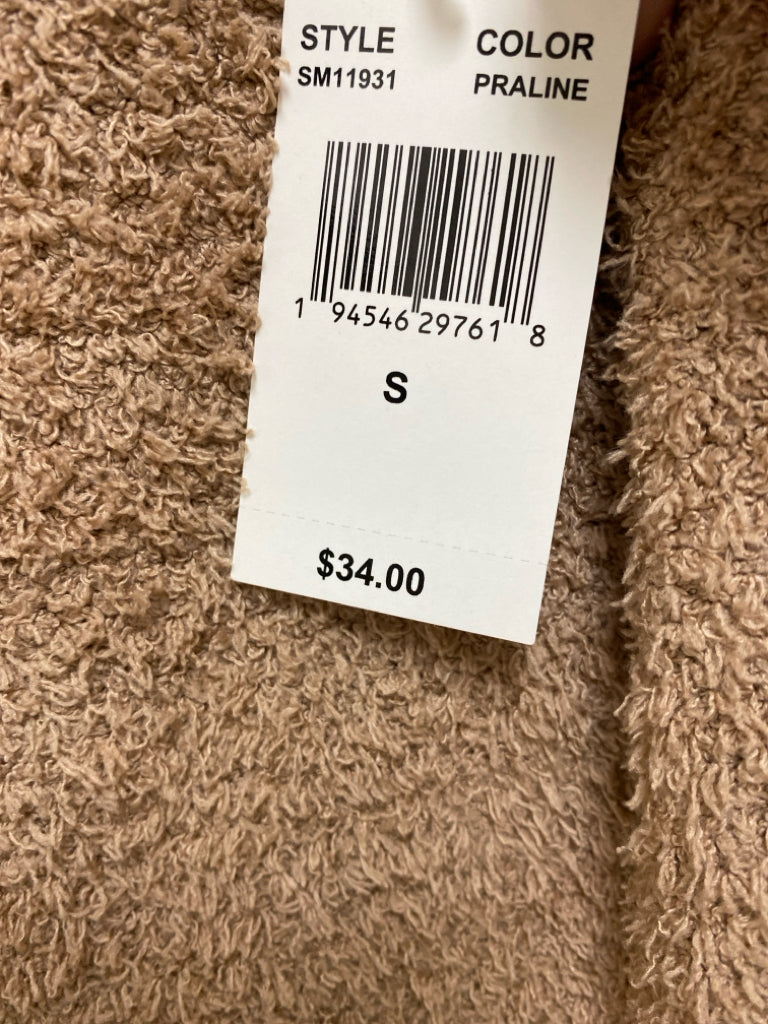 STYLE COLOR
SM11931 PRALINE
1 94546 29761 8
S
$34.00